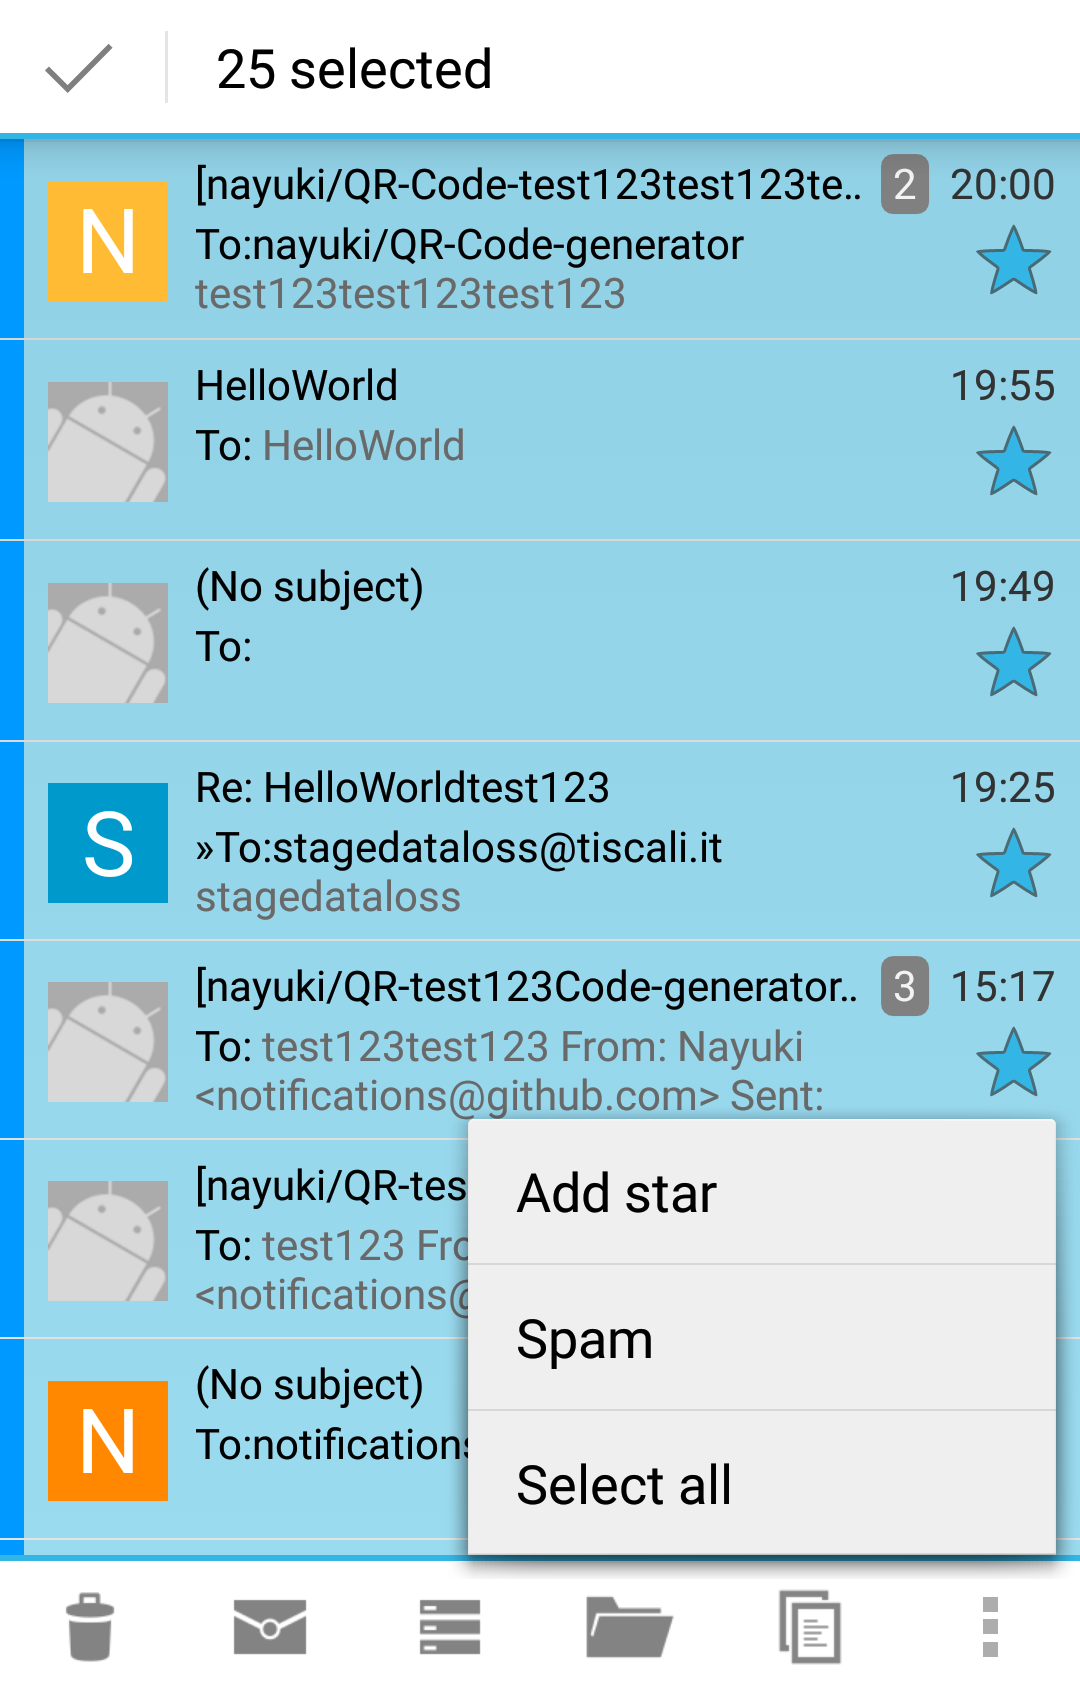 25 selected
N
[nayuki/QR-Code-test123test123te.. 2 20:00
To:nayuki/QR-Code-generator
test123test123test123
HelloWorld 19:55
To: HelloWorld
(No subject) 19:49
To:
S
Re: HelloWorldtest123 19:25
»To:stagedataloss@tiscali.it
stagedataloss
[nayuki/QR-test123Code-generator.. 3 15:17
To: test123test123 From: Nayuki
<notifications@github.com> Sent:
[nayuki/QR-tes
To: test123 Fro
<notifications@
N
(No subject)
To:notifications
Add star
Spam
Select all